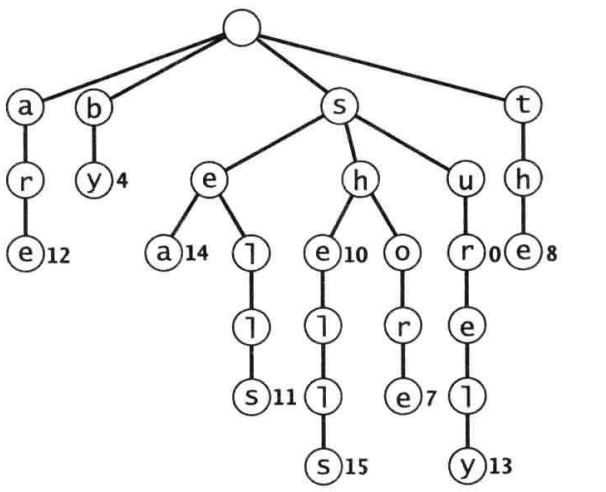 a b s t
r y 4 e h u h
e 12 a 14 l e 10 o r 0 e 8
l l r e
s 11 l e 7 l
s 15 y 13